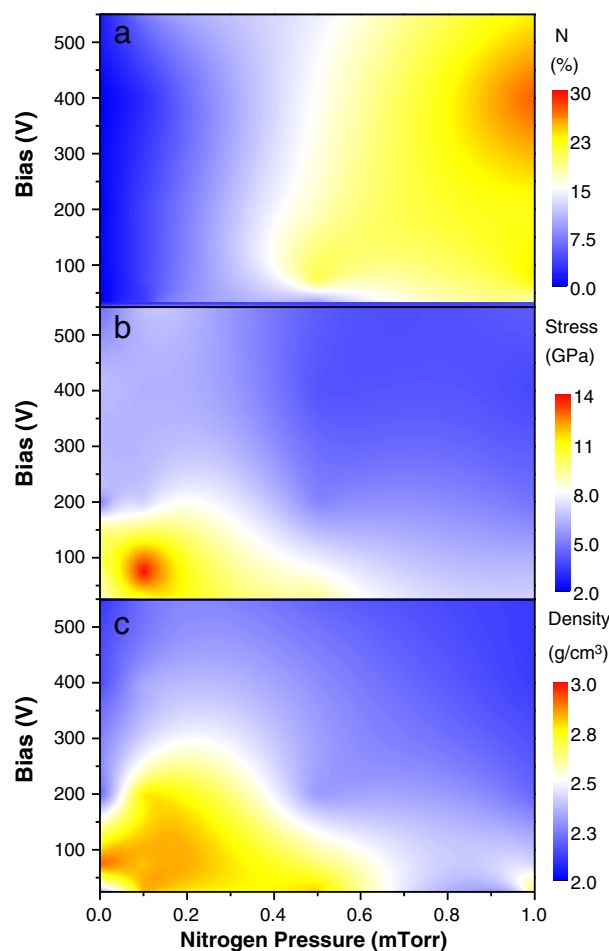 a
Bias (V)
500
400
300
200
100
N
(%)
30
23
15
7.5
0.0
b
Bias (V)
500
400
300
200
100
Stress
(GPa)
14
11
8.0
5.0
2.0
c
Bias (V)
500
400
300
200
100
Density
(g/cm³)
3.0
2.8
2.5
2.3
2.0
0.0 0.2 0.4 0.6 0.8 1.0
Nitrogen Pressure (mTorr)